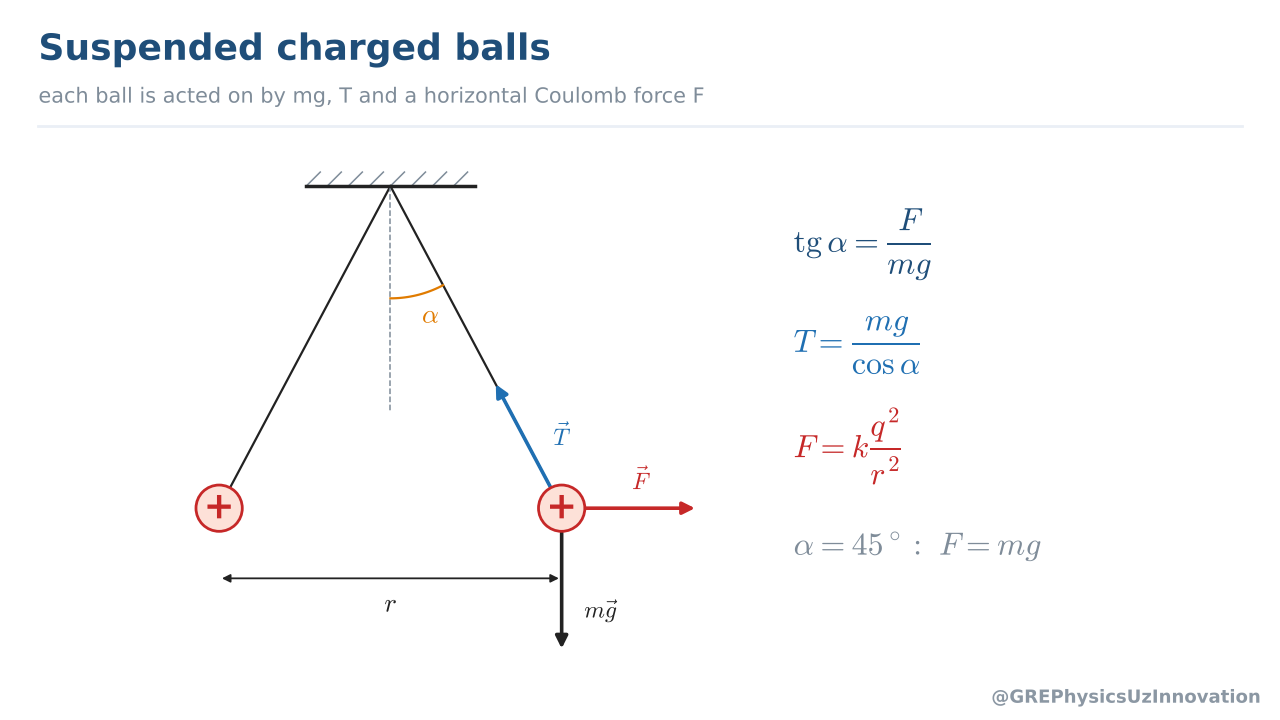 Suspended charged balls
each ball is acted on by mg, T and a horizontal Coulomb force F
tg α = F/mg
α
T = mg/cos α
+ +
T⃗
F⃗
F = k q²/r²
α = 45° : F = mg
r
mg⃗
@GREPhysicsUzInnovation